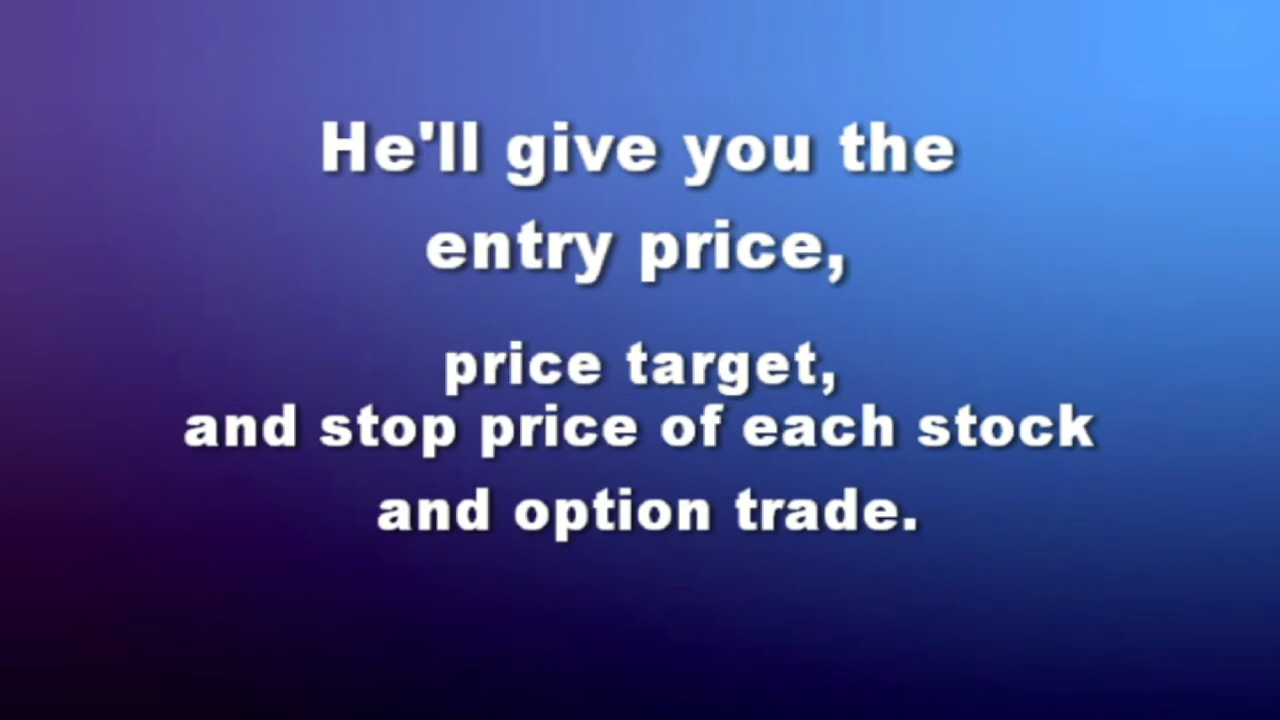 He'll give you the
entry price,
price target,
and stop price of each stock
and option trade.